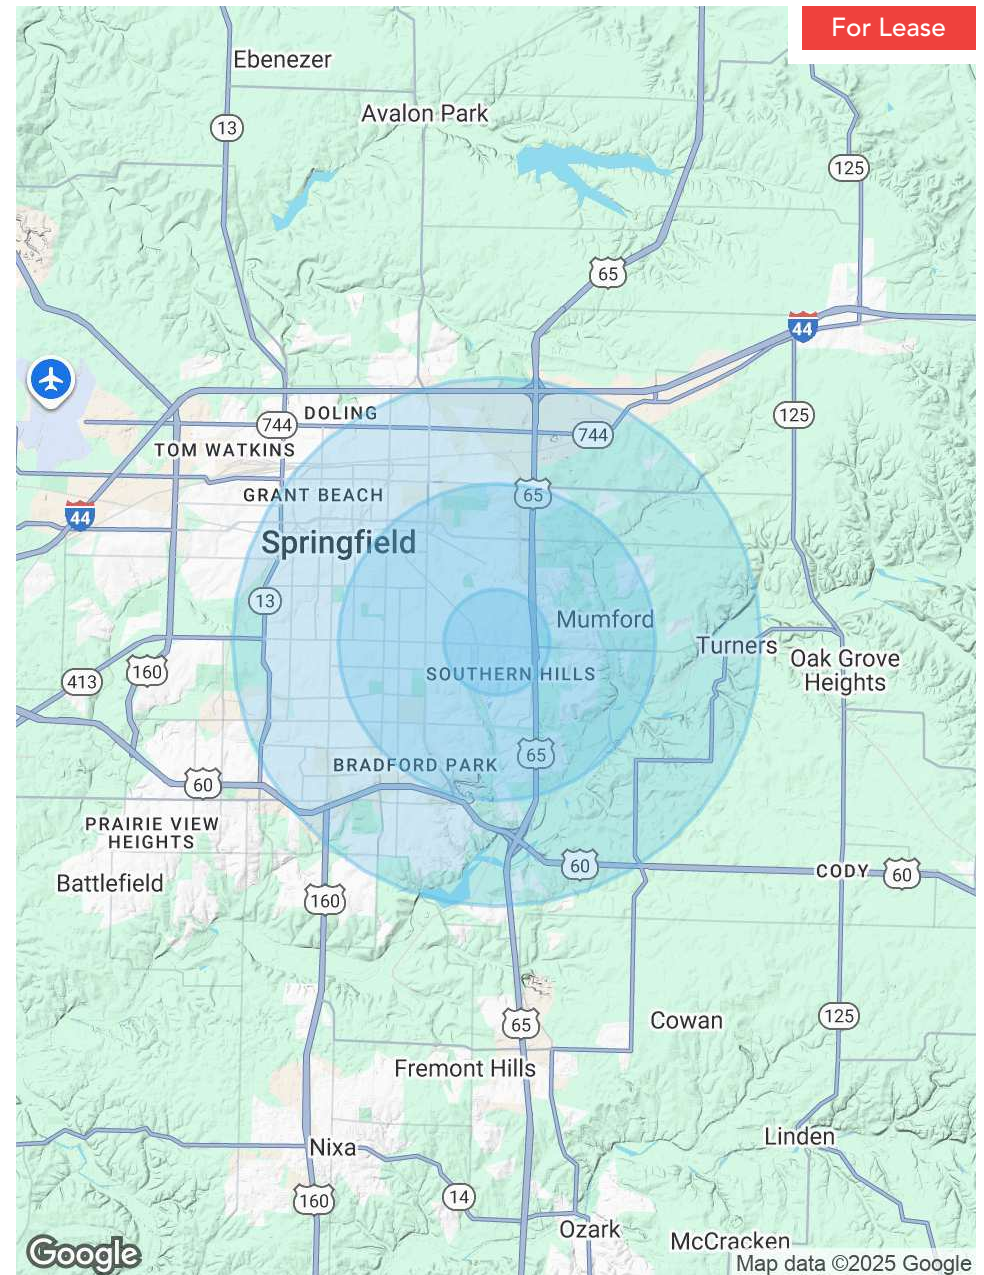 For Lease
Ebenezer
Avalon Park
13
125
65
44
DOLING
744
125
744
TOM WATKINS
GRANT BEACH
65
44
Springfield
13
Mumford
Turners
Oak Grove
Heights
SOUTHERN HILLS
160
413
65
BRADFORD PARK
60
PRAIRIE VIEW
HEIGHTS
60
CODY
60
Battlefield
160
125
65
Cowan
Fremont Hills
Linden
Nixa
160
14
Ozark
McCracken
Google
Map data ©2025 Google